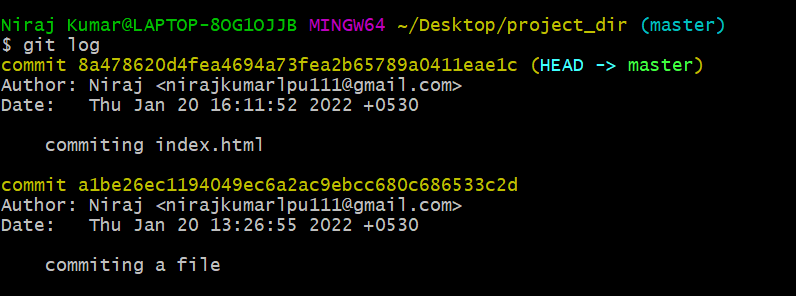 Niraj Kumar@LAPTOP-8OG1OJJB MINGW64 ~/Desktop/project_dir (master)
$ git log
commit 8a478620d4fea4694a73fea2b65789a0411eae1c (HEAD -> master)
Author: Niraj <nirajkumarlpu111@gmail.com>
Date:   Thu Jan 20 16:11:52 2022 +0530
    commiting index.html
commit a1be26ec1194049ec6a2ac9ebcc680c686533c2d
Author: Niraj <nirajkumarlpu111@gmail.com>
Date:   Thu Jan 20 13:26:55 2022 +0530
    commiting a file